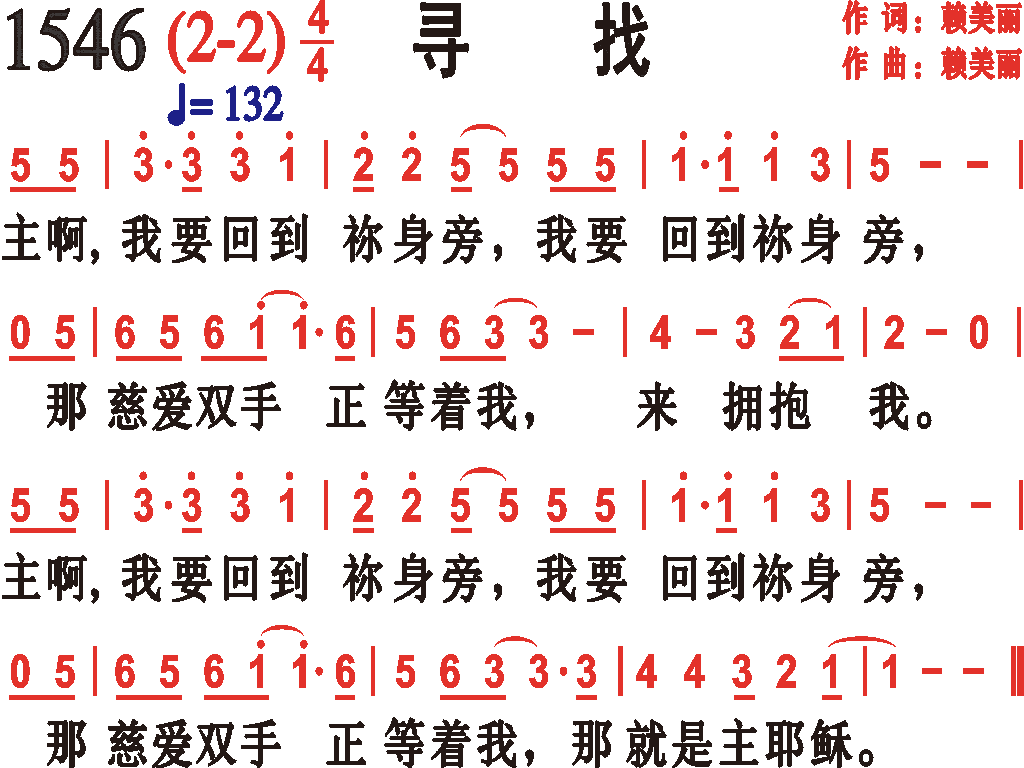 1546 (2-2) 4/4 寻 找 作 词：赖美丽
作 曲：赖美丽
♩= 132
5 5 | 3̇ · 3̇ 3̇ 1̇ | 2̇ 2̇ 5 5 5 5 | 1̇ · 1̇ 1̇ 3 | 5 – – |
主啊, 我要回到 祢身旁，我要 回到祢身 旁，
0 5 | 6 5 6 1̇ 1̇ · 6 | 5 6 3 3 – | 4 – 3 2 1 | 2 – 0 |
那 慈爱双手 正 等着我， 来 拥抱 我。
5 5 | 3̇ · 3̇ 3̇ 1̇ | 2̇ 2̇ 5 5 5 5 | 1̇ · 1̇ 1̇ 3 | 5 – – |
主啊, 我要回到 祢身旁，我要 回到祢身 旁，
0 5 | 6 5 6 1̇ 1̇ · 6 | 5 6 3 3 · 3 | 4 4 3 2 1 | 1 – – ‖
那 慈爱双手 正 等着我，那 就是主耶稣。